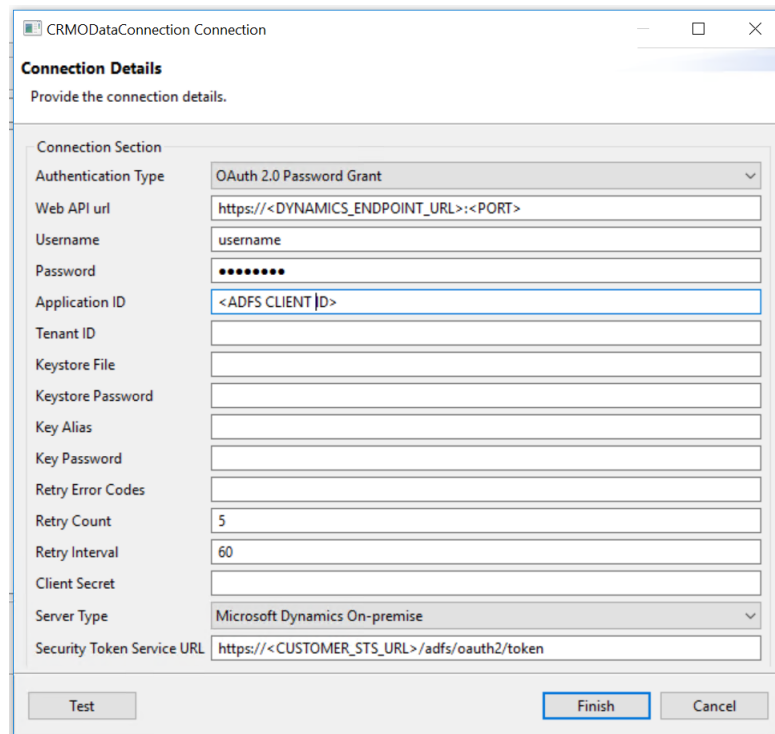 CRMODataConnection Connection
Connection Details
Provide the connection details.
Connection Section
Authentication Type OAuth 2.0 Password Grant
Web API url https://<DYNAMICS_ENDPOINT_URL>:<PORT>
Username username
Password ●●●●●●●●
Application ID <ADFS CLIENT ID>
Tenant ID
Keystore File
Keystore Password
Key Alias
Key Password
Retry Error Codes
Retry Count 5
Retry Interval 60
Client Secret
Server Type Microsoft Dynamics On-premise
Security Token Service URL https://<CUSTOMER_STS_URL>/adfs/oauth2/token
Test Finish Cancel